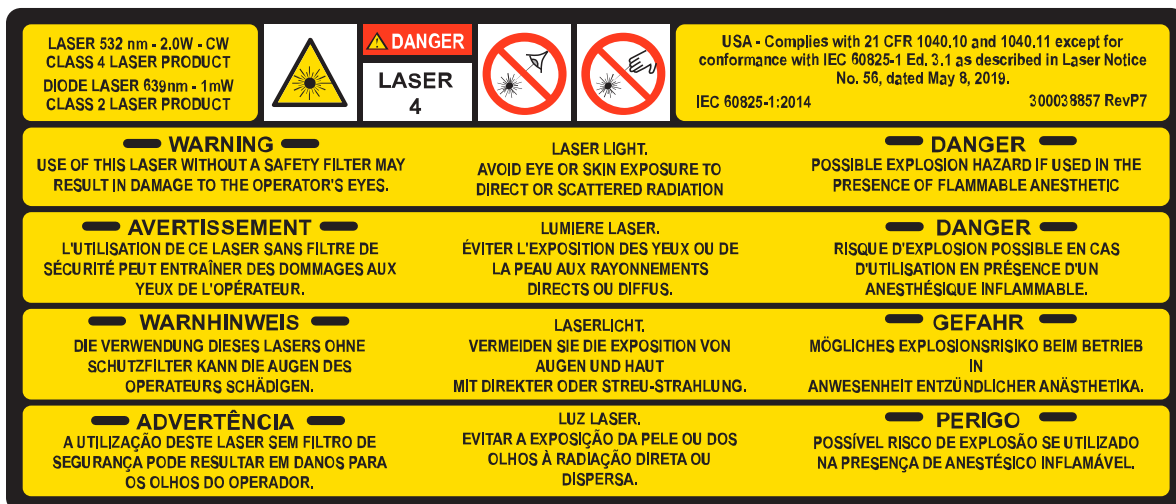 LASER 532 nm - 2.0W - CW
CLASS 4 LASER PRODUCT
DIODE LASER 639nm - 1mW
CLASS 2 LASER PRODUCT
DANGER
LASER
4
USA - Complies with 21 CFR 1040.10 and 1040.11 except for
conformance with IEC 60825-1 Ed. 3.1 as described in Laser Notice
No. 56, dated May 8, 2019.
IEC 60825-1:2014 300038857 RevP7
WARNING
USE OF THIS LASER WITHOUT A SAFETY FILTER MAY
RESULT IN DAMAGE TO THE OPERATOR'S EYES.
LASER LIGHT.
AVOID EYE OR SKIN EXPOSURE TO
DIRECT OR SCATTERED RADIATION
DANGER
POSSIBLE EXPLOSION HAZARD IF USED IN THE
PRESENCE OF FLAMMABLE ANESTHETIC
AVERTISSEMENT
L'UTILISATION DE CE LASER SANS FILTRE DE
SÉCURITÉ PEUT ENTRAÎNER DES DOMMAGES AUX
YEUX DE L'OPÉRATEUR.
LUMIERE LASER.
ÉVITER L'EXPOSITION DES YEUX OU DE
LA PEAU AUX RAYONNEMENTS
DIRECTS OU DIFFUS.
DANGER
RISQUE D'EXPLOSION POSSIBLE EN CAS
D'UTILISATION EN PRÉSENCE D'UN
ANESTHÉSIQUE INFLAMMABLE.
WARNHINWEIS
DIE VERWENDUNG DIESES LASERS OHNE
SCHUTZFILTER KANN DIE AUGEN DES
OPERATEURS SCHÄDIGEN.
LASERLICHT.
VERMEIDEN SIE DIE EXPOSITION VON
AUGEN UND HAUT
MIT DIREKTER ODER STREU-STRAHLUNG.
GEFAHR
MÖGLICHES EXPLOSIONSRISIKO BEIM BETRIEB
IN
ANWESENHEIT ENTZÜNDLICHER ANÄSTHETIKA.
ADVERTÊNCIA
A UTILIZAÇÃO DESTE LASER SEM FILTRO DE
SEGURANÇA PODE RESULTAR EM DANOS PARA
OS OLHOS DO OPERADOR.
LUZ LASER.
EVITAR A EXPOSIÇÃO DA PELE OU DOS
OLHOS À RADIAÇÃO DIRETA OU
DISPERSA.
PERIGO
POSSÍVEL RISCO DE EXPLOSÃO SE UTILIZADO
NA PRESENÇA DE ANESTÉSICO INFLAMÁVEL.